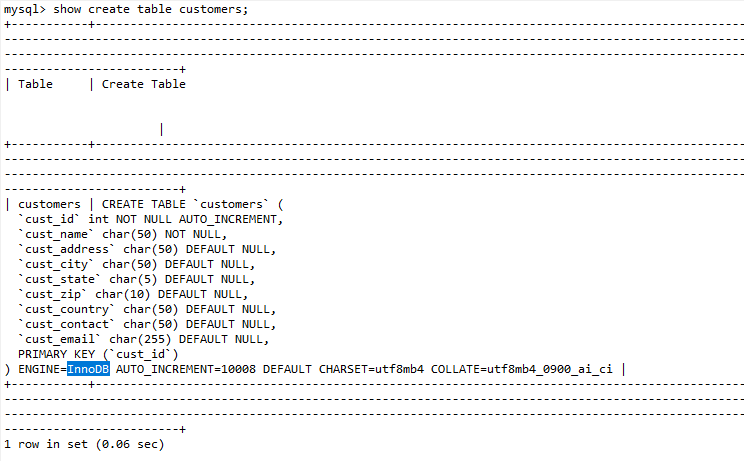 mysql> show create table customers;
+-----------+---------------------------------------------------------------------------------------
----------------------------------------------------------------------------------------------------
----------------------------------------------------------------------------------------------------
------------------------+
| Table     | Create Table
                      |
+-----------+---------------------------------------------------------------------------------------
----------------------------------------------------------------------------------------------------
----------------------------------------------------------------------------------------------------
------------------------+
| customers | CREATE TABLE `customers` (
  `cust_id` int NOT NULL AUTO_INCREMENT,
  `cust_name` char(50) NOT NULL,
  `cust_address` char(50) DEFAULT NULL,
  `cust_city` char(50) DEFAULT NULL,
  `cust_state` char(5) DEFAULT NULL,
  `cust_zip` char(10) DEFAULT NULL,
  `cust_country` char(50) DEFAULT NULL,
  `cust_contact` char(50) DEFAULT NULL,
  `cust_email` char(255) DEFAULT NULL,
  PRIMARY KEY (`cust_id`)
) ENGINE=InnoDB AUTO_INCREMENT=10008 DEFAULT CHARSET=utf8mb4 COLLATE=utf8mb4_0900_ai_ci |
+-----------+---------------------------------------------------------------------------------------
----------------------------------------------------------------------------------------------------
----------------------------------------------------------------------------------------------------
------------------------+
1 row in set (0.06 sec)